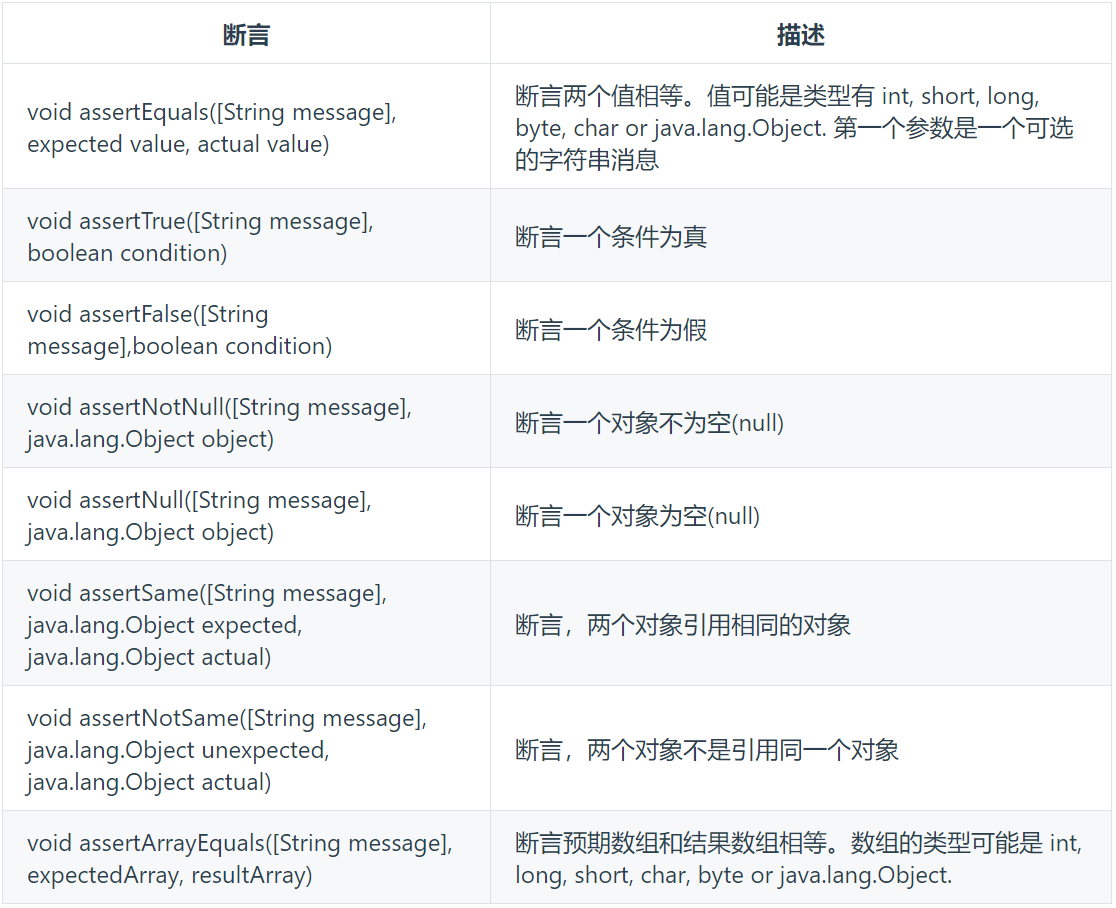 断言
描述
void assertEquals([String message],
expected value, actual value)
断言两个值相等。值可能是类型有 int, short, long,
byte, char or java.lang.Object. 第一个参数是一个可选
的字符串消息
void assertTrue([String message],
boolean condition)
断言一个条件为真
void assertFalse([String
message],boolean condition)
断言一个条件为假
void assertNotNull([String message],
java.lang.Object object)
断言一个对象不为空(null)
void assertNull([String message],
java.lang.Object object)
断言一个对象为空(null)
void assertSame([String message],
java.lang.Object expected,
java.lang.Object actual)
断言，两个对象引用相同的对象
void assertNotSame([String message],
java.lang.Object unexpected,
java.lang.Object actual)
断言，两个对象不是引用同一个对象
void assertArrayEquals([String message],
expectedArray, resultArray)
断言预期数组和结果数组相等。数组的类型可能是 int,
long, short, char, byte or java.lang.Object.